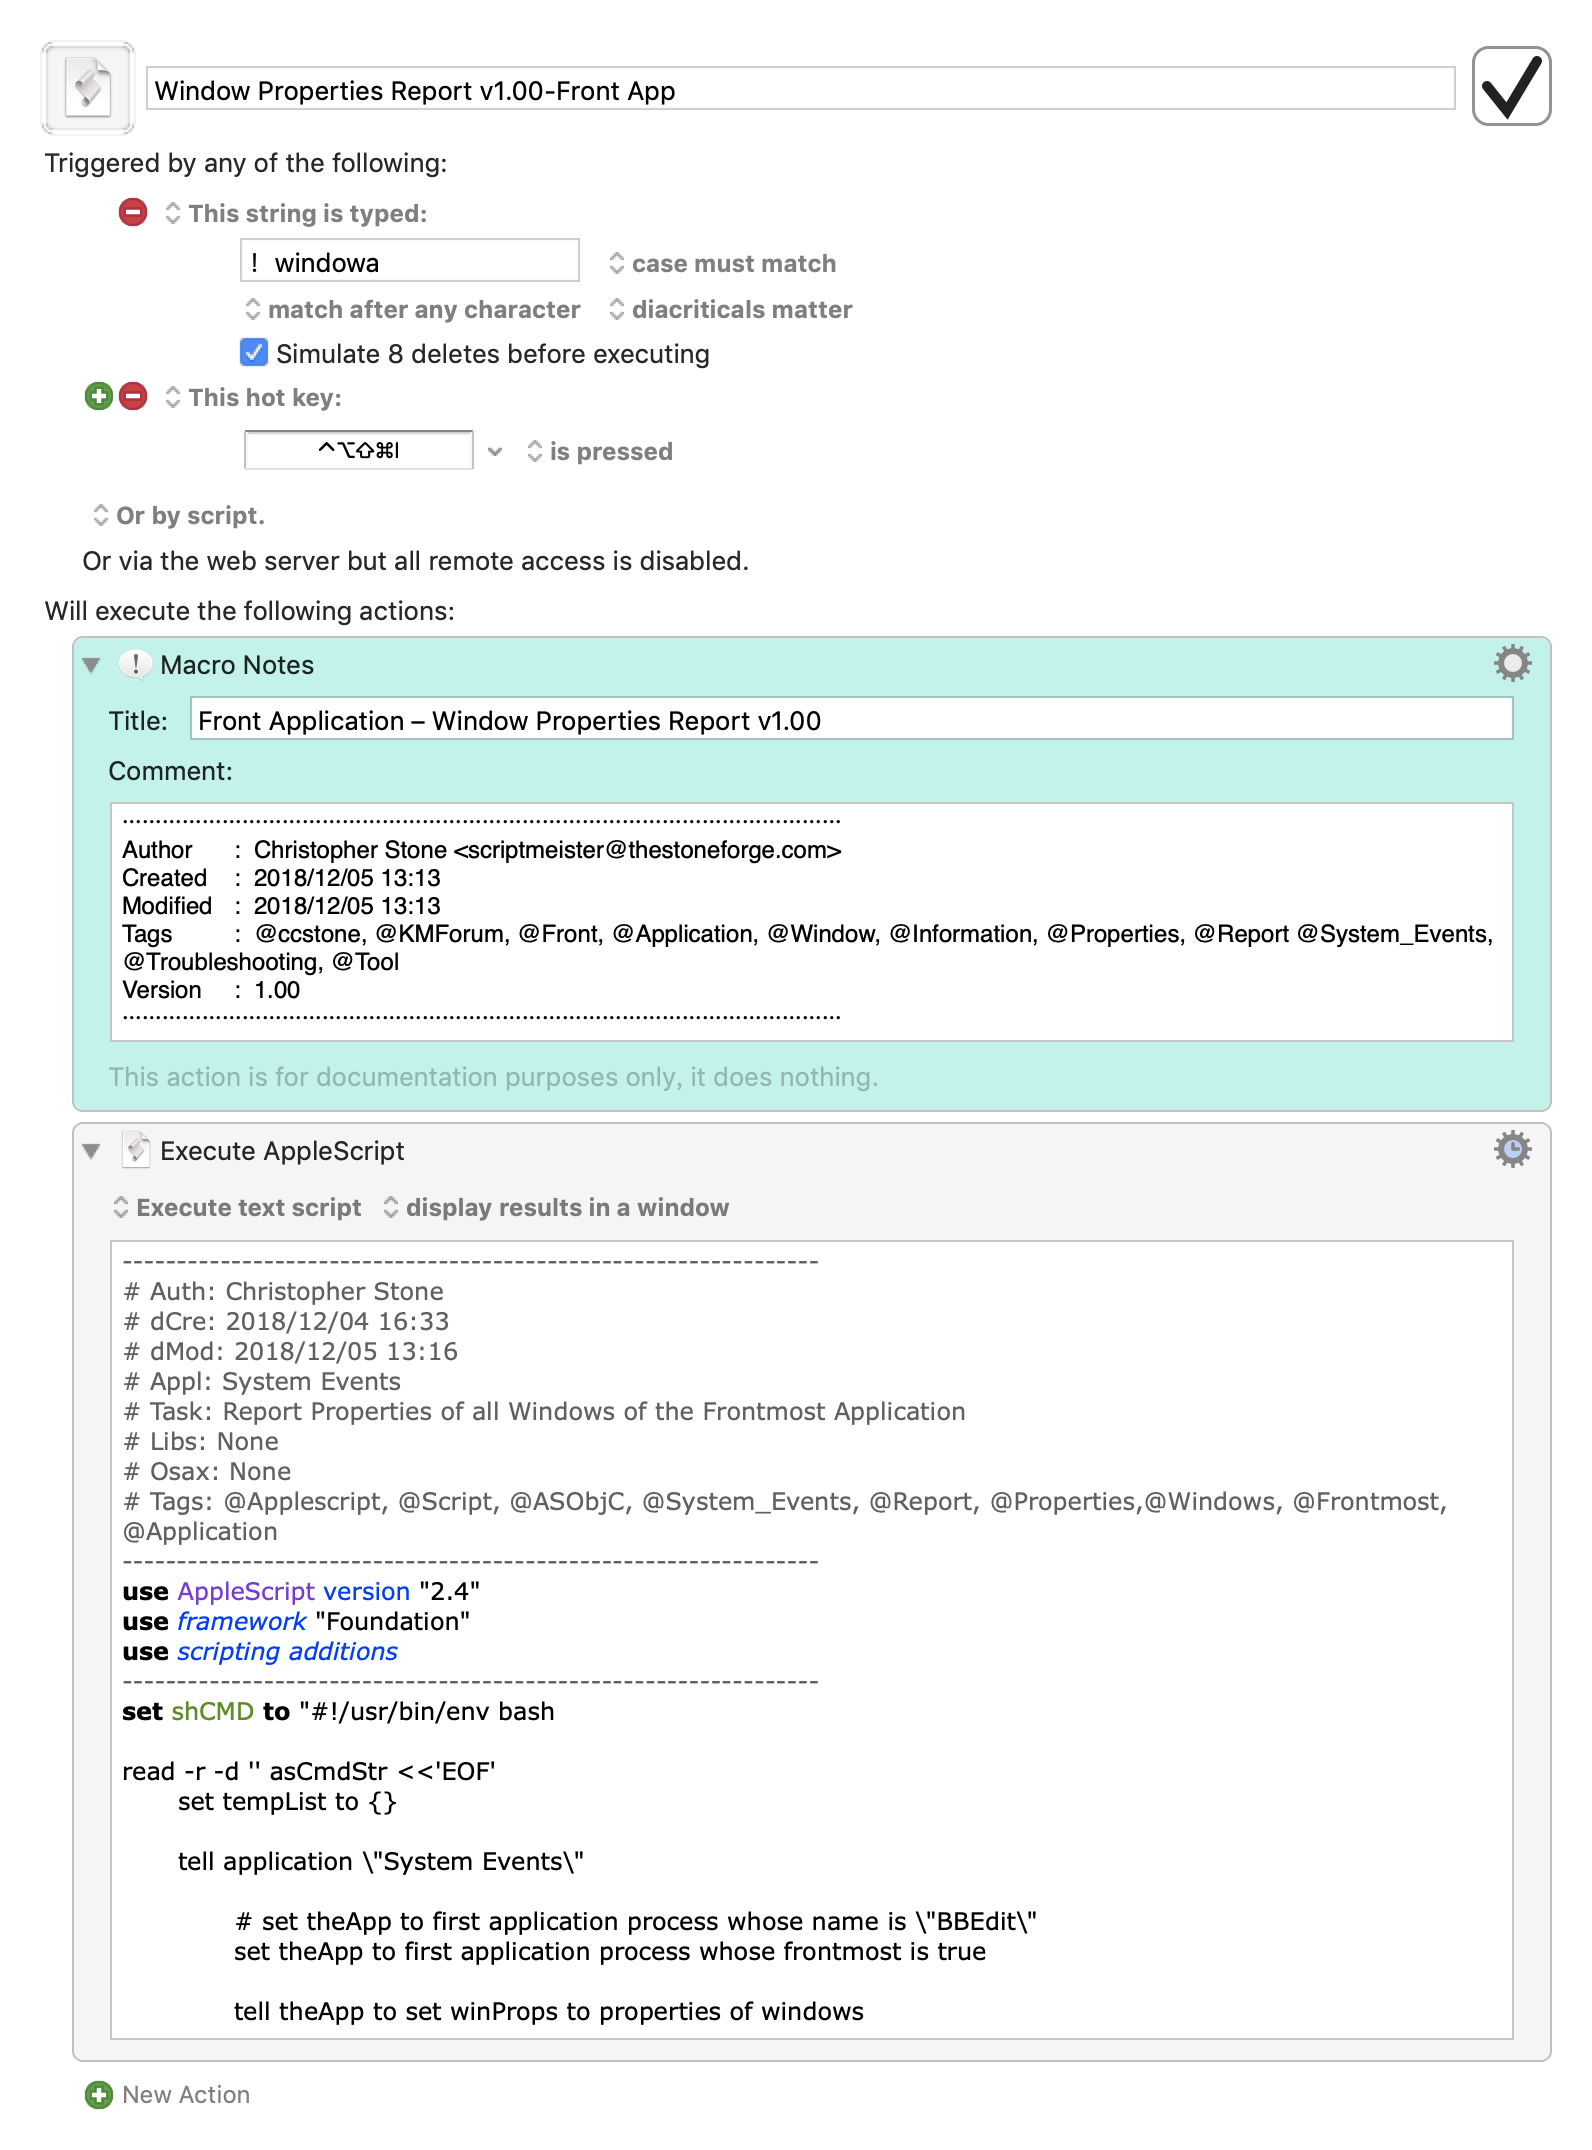 Window Properties Report v1.00-Front App
Triggered by any of the following:
This string is typed:
! windowa
case must match
match after any character
diacriticals matter
Simulate 8 deletes before executing
This hot key:
is pressed
Or by script.
Or via the web server but all remote access is disabled.
Will execute the following actions:
Macro Notes
Title: Front Application – Window Properties Report v1.00
Comment:
Author : Christopher Stone <scriptmeister@thestoneforge.com>
Created : 2018/12/05 13:13
Modified : 2018/12/05 13:13
Tags : @ccstone, @KMForum, @Front, @Application, @Window, @Information, @Properties, @Report @System_Events,
@Troubleshooting, @Tool
Version : 1.00
This action is for documentation purposes only, it does nothing.
Execute AppleScript
Execute text script display results in a window
----------------------------------------------------------------
# Auth: Christopher Stone
# dCre: 2018/12/04 16:33
# dMod: 2018/12/05 13:16
# Appl: System Events
# Task: Report Properties of all Windows of the Frontmost Application
# Libs: None
# Osax: None
# Tags: @Applescript, @Script, @ASObjC, @System_Events, @Report, @Properties,@Windows, @Frontmost,
@Application
----------------------------------------------------------------
use AppleScript version "2.4"
use framework "Foundation"
use scripting additions
----------------------------------------------------------------
set shCMD to "#!/usr/bin/env bash
read -r -d '' asCmdStr <<'EOF'
set tempList to {}
tell application \"System Events\"
# set theApp to first application process whose name is \"BBEdit\"
set theApp to first application process whose frontmost is true
tell theApp to set winProps to properties of windows
New Action